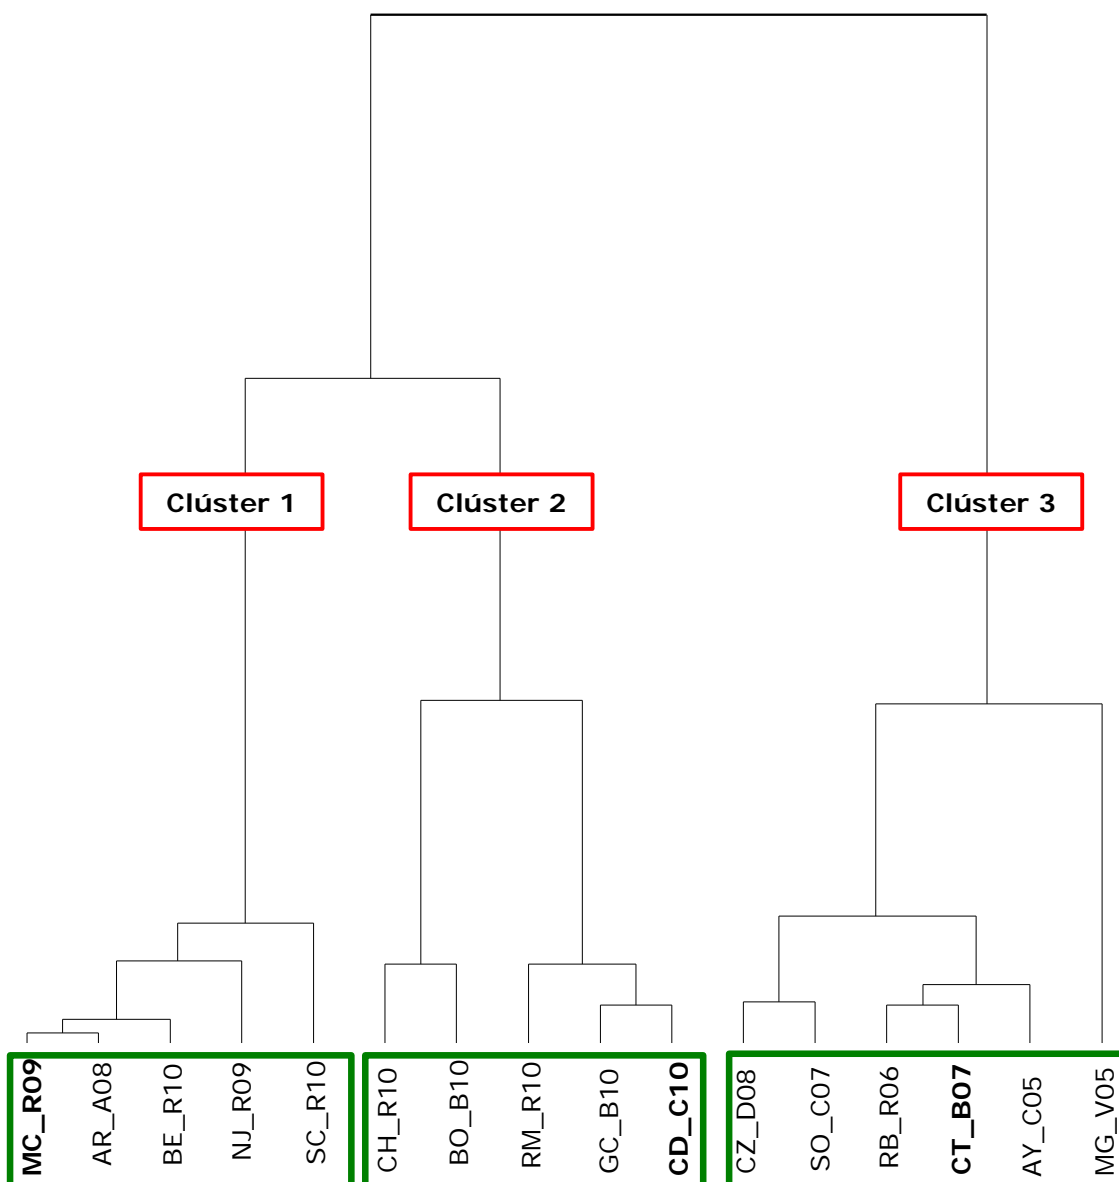 Clúster 1
Clúster 2
Clúster 3
MC_R09
AR_A08
BE_R10
NJ_R09
SC_R10
CH_R10
BO_B10
RM_R10
GC_B10
CD_C10
CZ_D08
SO_C07
RB_R06
CT_B07
AY_C05
MG_V05